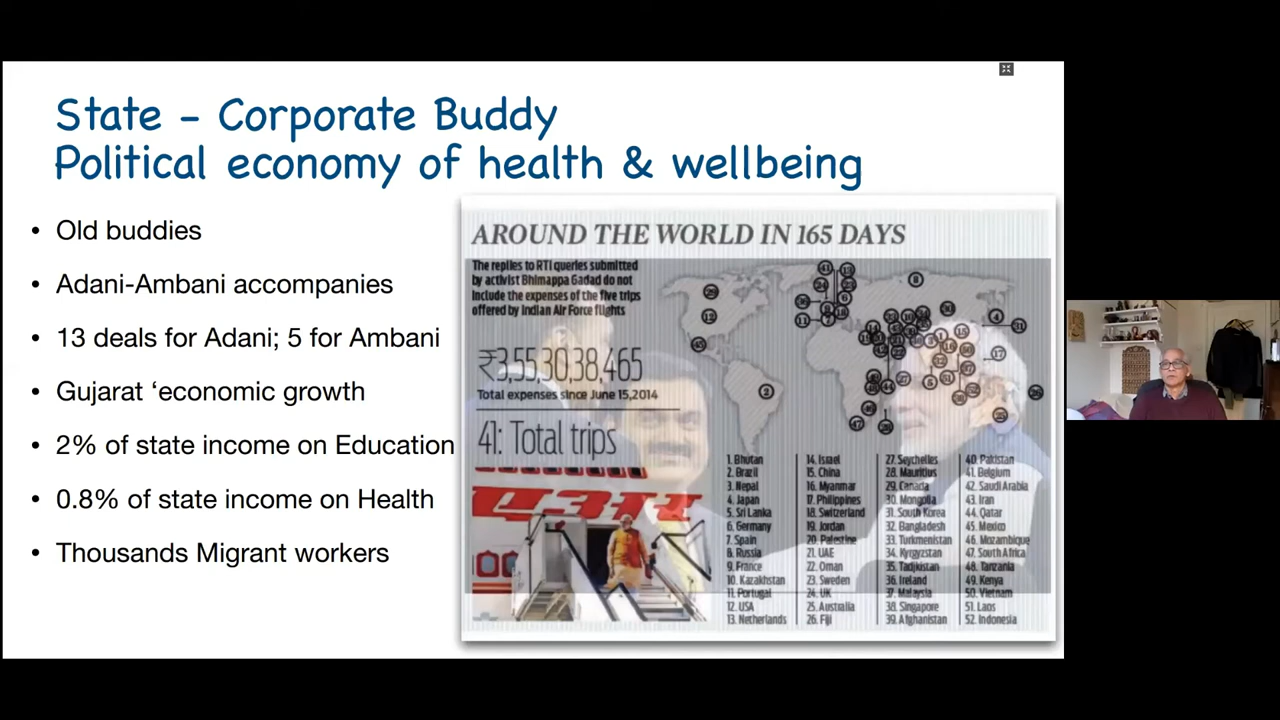 State - Corporate Buddy
Political economy of health & wellbeing
• Old buddies
• Adani-Ambani accompanies
• 13 deals for Adani; 5 for Ambani
• Gujarat ‘economic growth
• 2% of state income on Education
• 0.8% of state income on Health
• Thousands Migrant workers
AROUND THE WORLD IN 165 DAYS
The replies to RTI queries submitted
by activist Bhimappa Gadad do not
include the expenses of the five trips
offered by Indian Air Force flights
₹3,55,30,38,465
Total expenses since June 15,2014
41: Total trips
1. Bhutan
2. Brazil
3. Nepal
4. Japan
5. Sri Lanka
6. Germany
7. Spain
8. Russia
9. France
10. Kazakhstan
11. Portugal
12. USA
13. Netherlands
14. Israel
15. China
16. Myanmar
17. Philippines
18. Switzerland
19. Jordan
20. Palestine
21. UAE
22. Oman
23. Sweden
24. UK
25. Australia
26. Fiji
27. Seychelles
28. Mauritius
29. Canada
30. Mongolia
31. South Korea
32. Bangladesh
33. Turkmenistan
34. Kyrgyzstan
35. Tadjkistan
36. Ireland
37. Malaysia
38. Singapore
39. Afghanistan
40. Pakistan
41. Belgium
42. Saudi Arabia
43. Iran
44. Qatar
45. Mexico
46. Mozambique
47. South Africa
48. Tanzania
49. Kenya
50. Vietnam
51. Laos
52. Indonesia